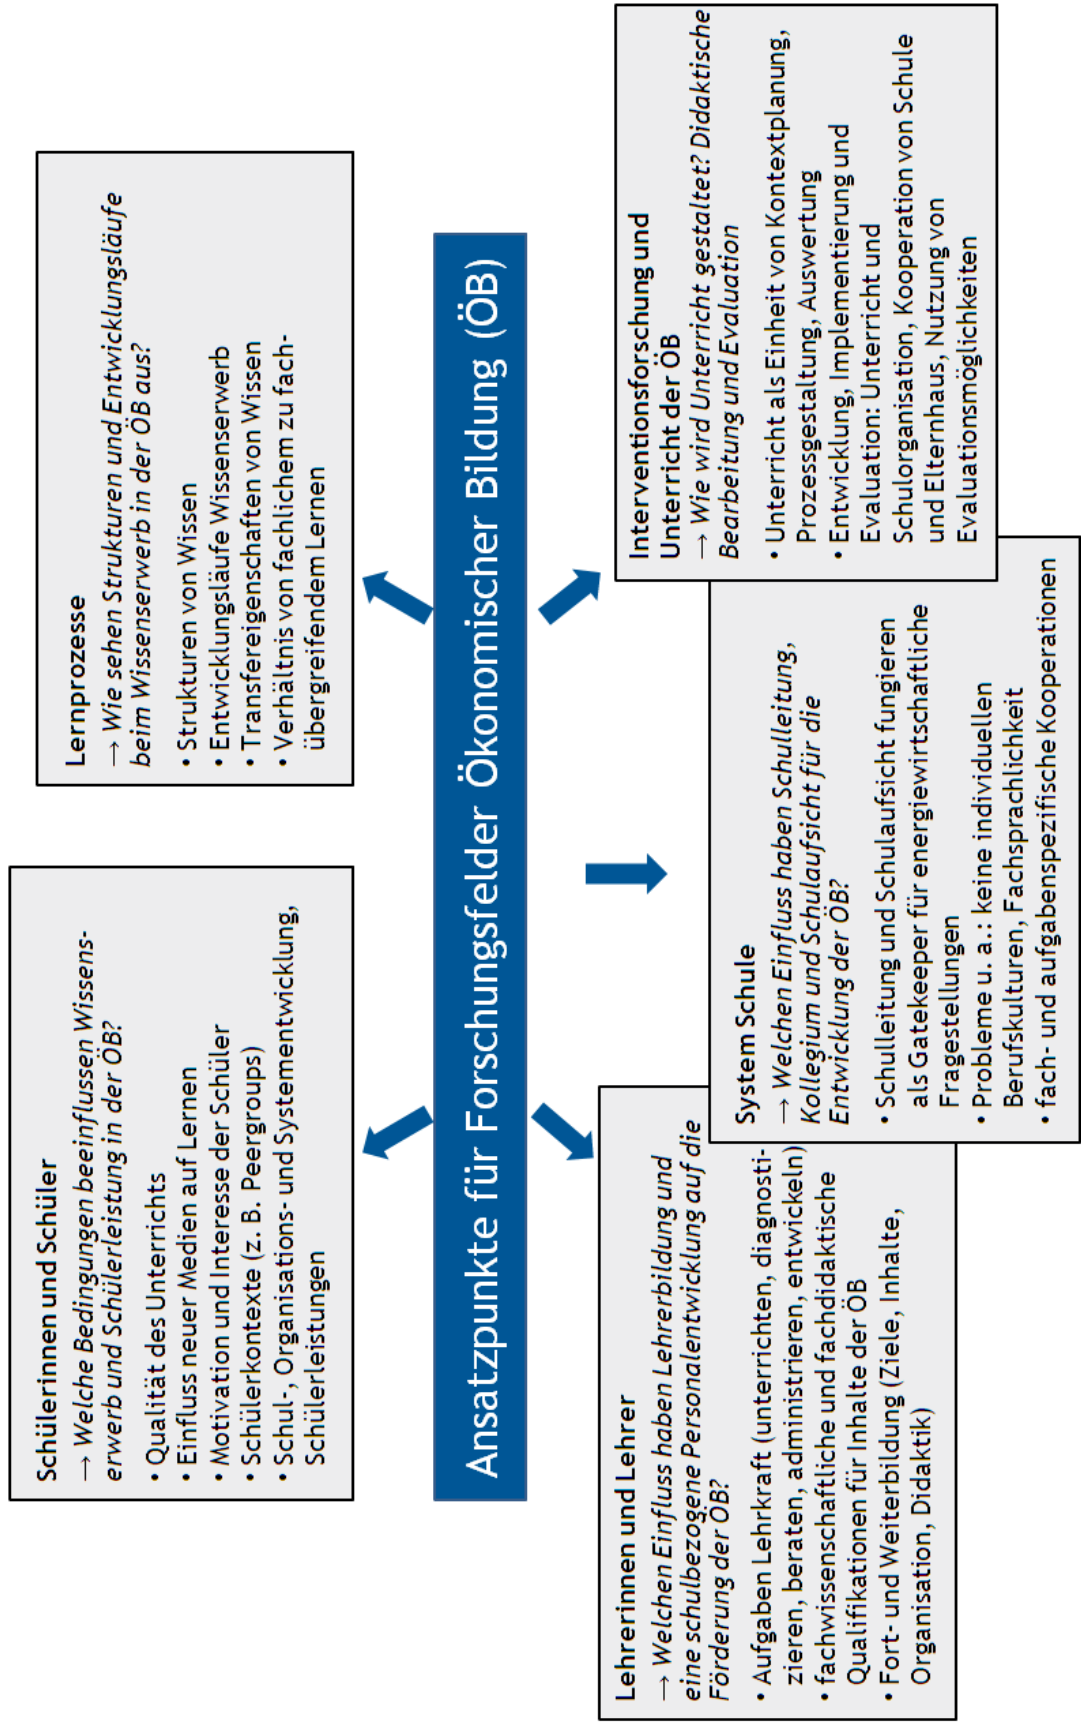 Schülerinnen und Schüler
→ Welche Bedingungen beeinflussen Wissens-
erwerb und Schülerleistung in der ÖB?
• Qualität des Unterrichts
• Einfluss neuer Medien auf Lernen
• Motivation und Interesse der Schüler
• Schülerkontexte (z. B. Peergroups)
• Schul-, Organisations- und Systementwicklung,
Schülerleistungen
Lernprozesse
→ Wie sehen Strukturen und Entwicklungsläufe
beim Wissenserwerb in der ÖB aus?
• Strukturen von Wissen
• Entwicklungsläufe Wissenserwerb
• Transfereigenschaften von Wissen
• Verhältnis von fachlichem zu fach-
übergreifendem Lernen
Ansatzpunkte für Forschungsfelder Ökonomischer Bildung (ÖB)
Lehrerinnen und Lehrer
→ Welchen Einfluss haben Lehrerbildung und
eine schulbezogene Personalentwicklung auf die
Förderung der ÖB?
• Aufgaben Lehrkraft (unterrichten, diagnosti-
zieren, beraten, administrieren, entwickeln)
• fachwissenschaftliche und fachdidaktische
Qualifikationen für Inhalte der ÖB
• Fort- und Weiterbildung (Ziele, Inhalte,
Organisation, Didaktik)
System Schule
→ Welchen Einfluss haben Schulleitung,
Kollegium und Schulaufsicht für die
Entwicklung der ÖB?
• Schulleitung und Schulaufsicht fungieren
als Gatekeeper für energiewirtschaftliche
Fragestellungen
• Probleme u. a.: keine individuellen
Berufskulturen, Fachsprachlichkeit
• fach- und aufgabenspezifische Kooperationen
Interventionsforschung und
Unterricht der ÖB
→ Wie wird Unterricht gestaltet? Didaktische
Bearbeitung und Evaluation
• Unterricht als Einheit von Kontextplanung,
Prozessgestaltung, Auswertung
• Entwicklung, Implementierung und
Evaluation: Unterricht und
Schulorganisation, Kooperation von Schule
und Elternhaus, Nutzung von
Evaluationsmöglichkeiten